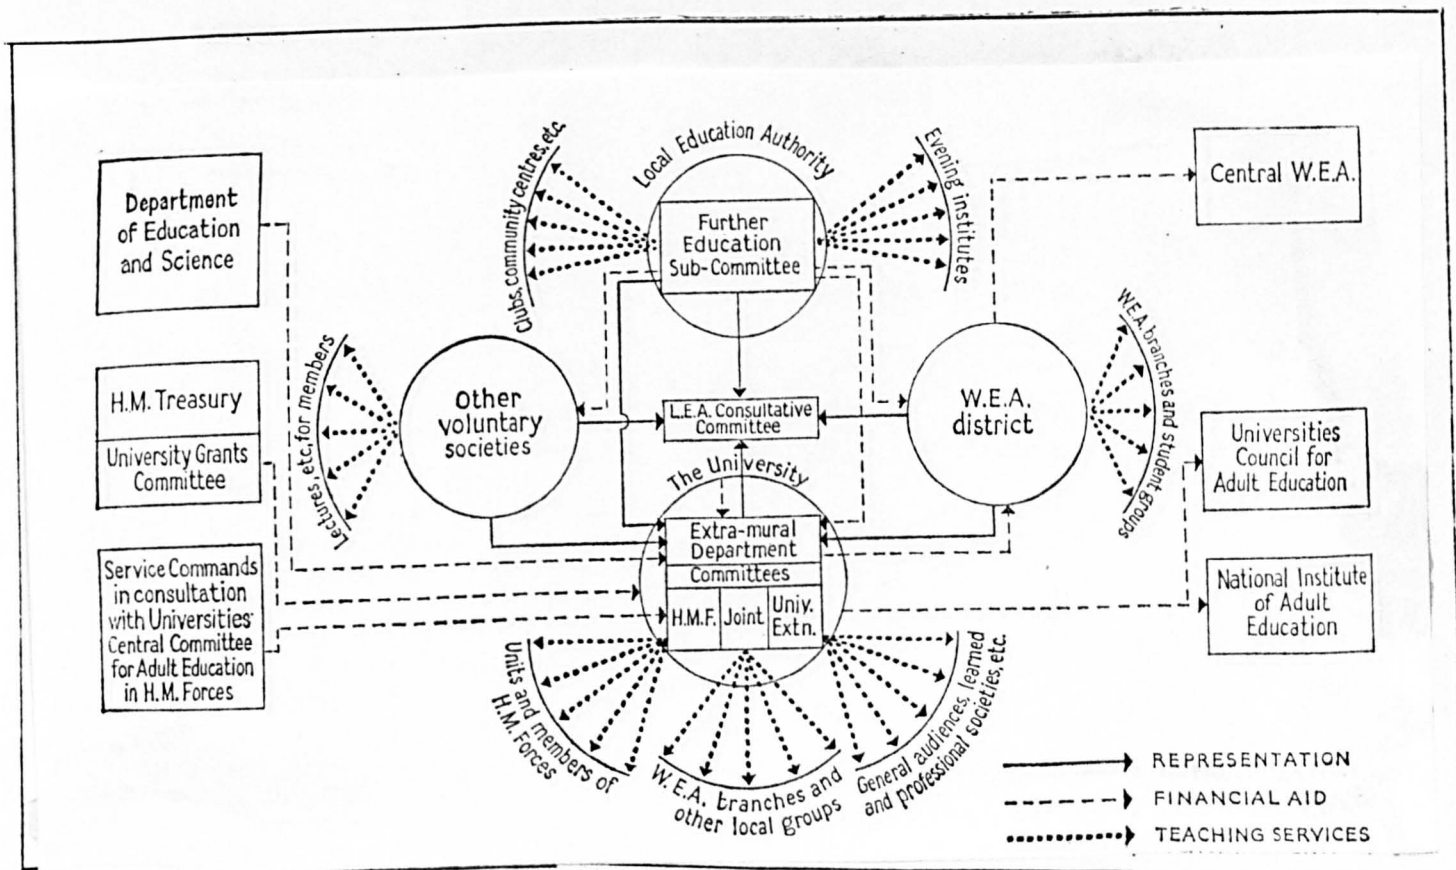 Clubs, community centres, etc.
Local Education Authority
Evening institutes
Further
Education
Sub-Committee
Central W.E.A.
Department
of Education
and Science
H.M. Treasury
University Grants
Committee
Service Commands
in consultation
with Universities'
Central Committee
for Adult Education
in H.M. Forces
Lectures, etc, for members
Other
voluntary
societies
L.E.A. Consultative
Committee
W.E.A.
district
W.E.A. branches and student groups
Universities
Council for
Adult Education
National Institute
of Adult
Education
The University
Extra-mural
Department
Committees
H.M.F.
Joint
Univ.
Extn.
Units and members of
H.M. Forces
W.E.A. branches and
other local groups
General audiences, learned
and professional societies, etc.
REPRESENTATION
FINANCIAL AID
TEACHING SERVICES